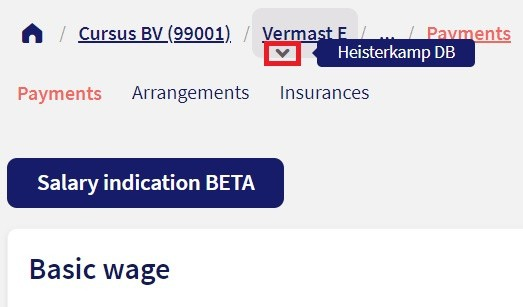 / Cursus BV (99001) / Vermast E / ... / Payments
Heisterkamp DB
Payments Arrangements Insurances
Salary indication BETA
Basic wage